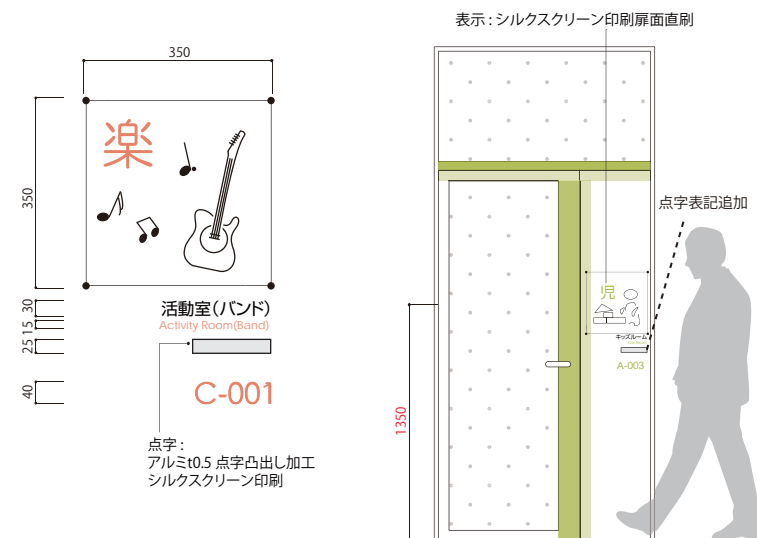 表示：シルクスクリーン印刷扉面直刷
350
350
楽
30
15
25
40
活動室(バンド)
Activity Room(Band)
C-001
点字：
アルミt0.5 点字凸出し加工
シルクスクリーン印刷
点字表記追加
児
キッズルーム
A-003
1350